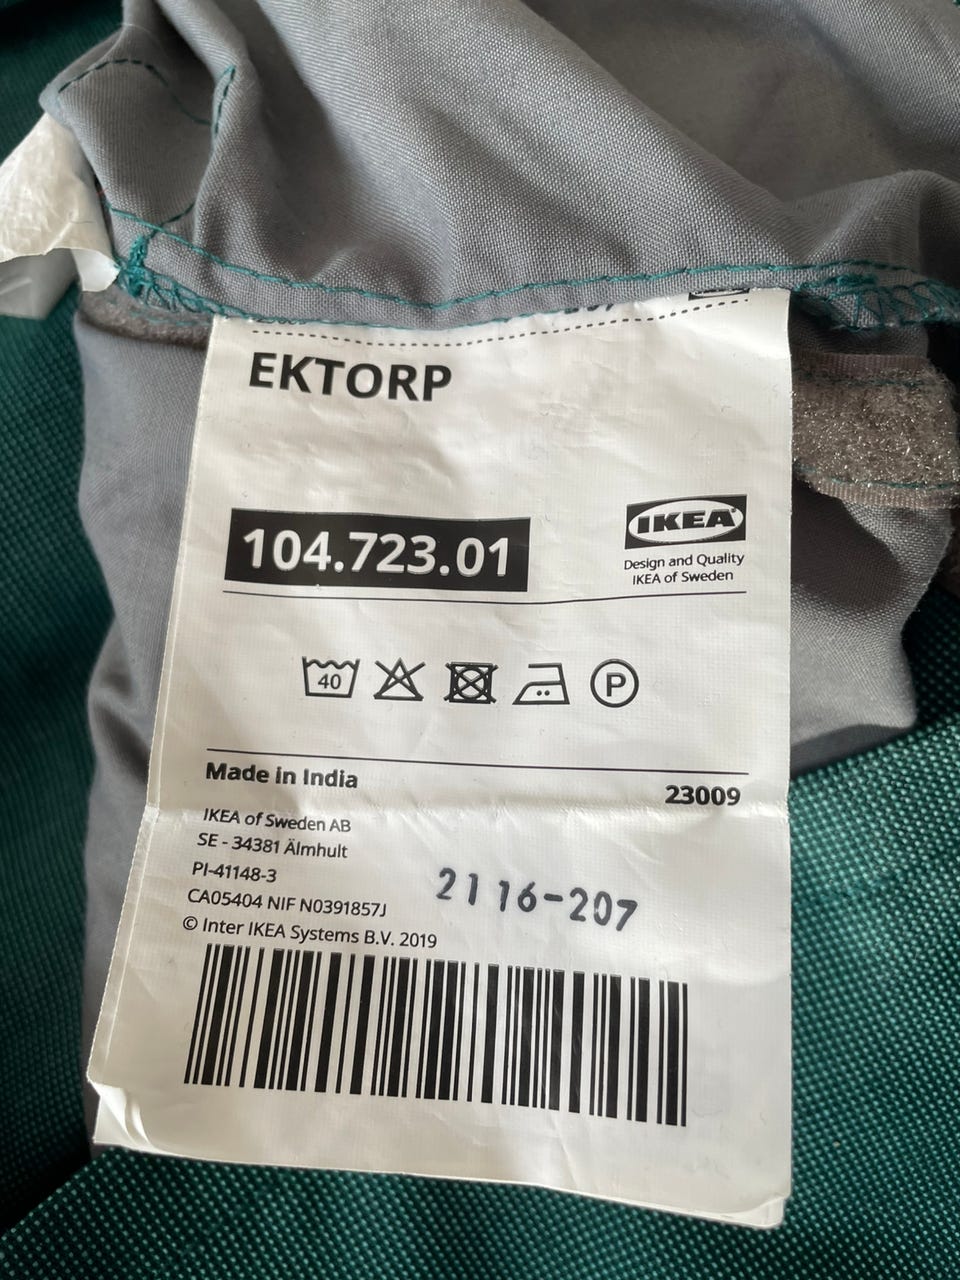 EKTORP
104.723.01
IKEA
Design and Quality
IKEA of Sweden
40
P
Made in India
23009
IKEA of Sweden AB
SE - 34381 Älmhult
PI-41148-3
CA05404 NIF N0391857J
© Inter IKEA Systems B.V. 2019
2116-207